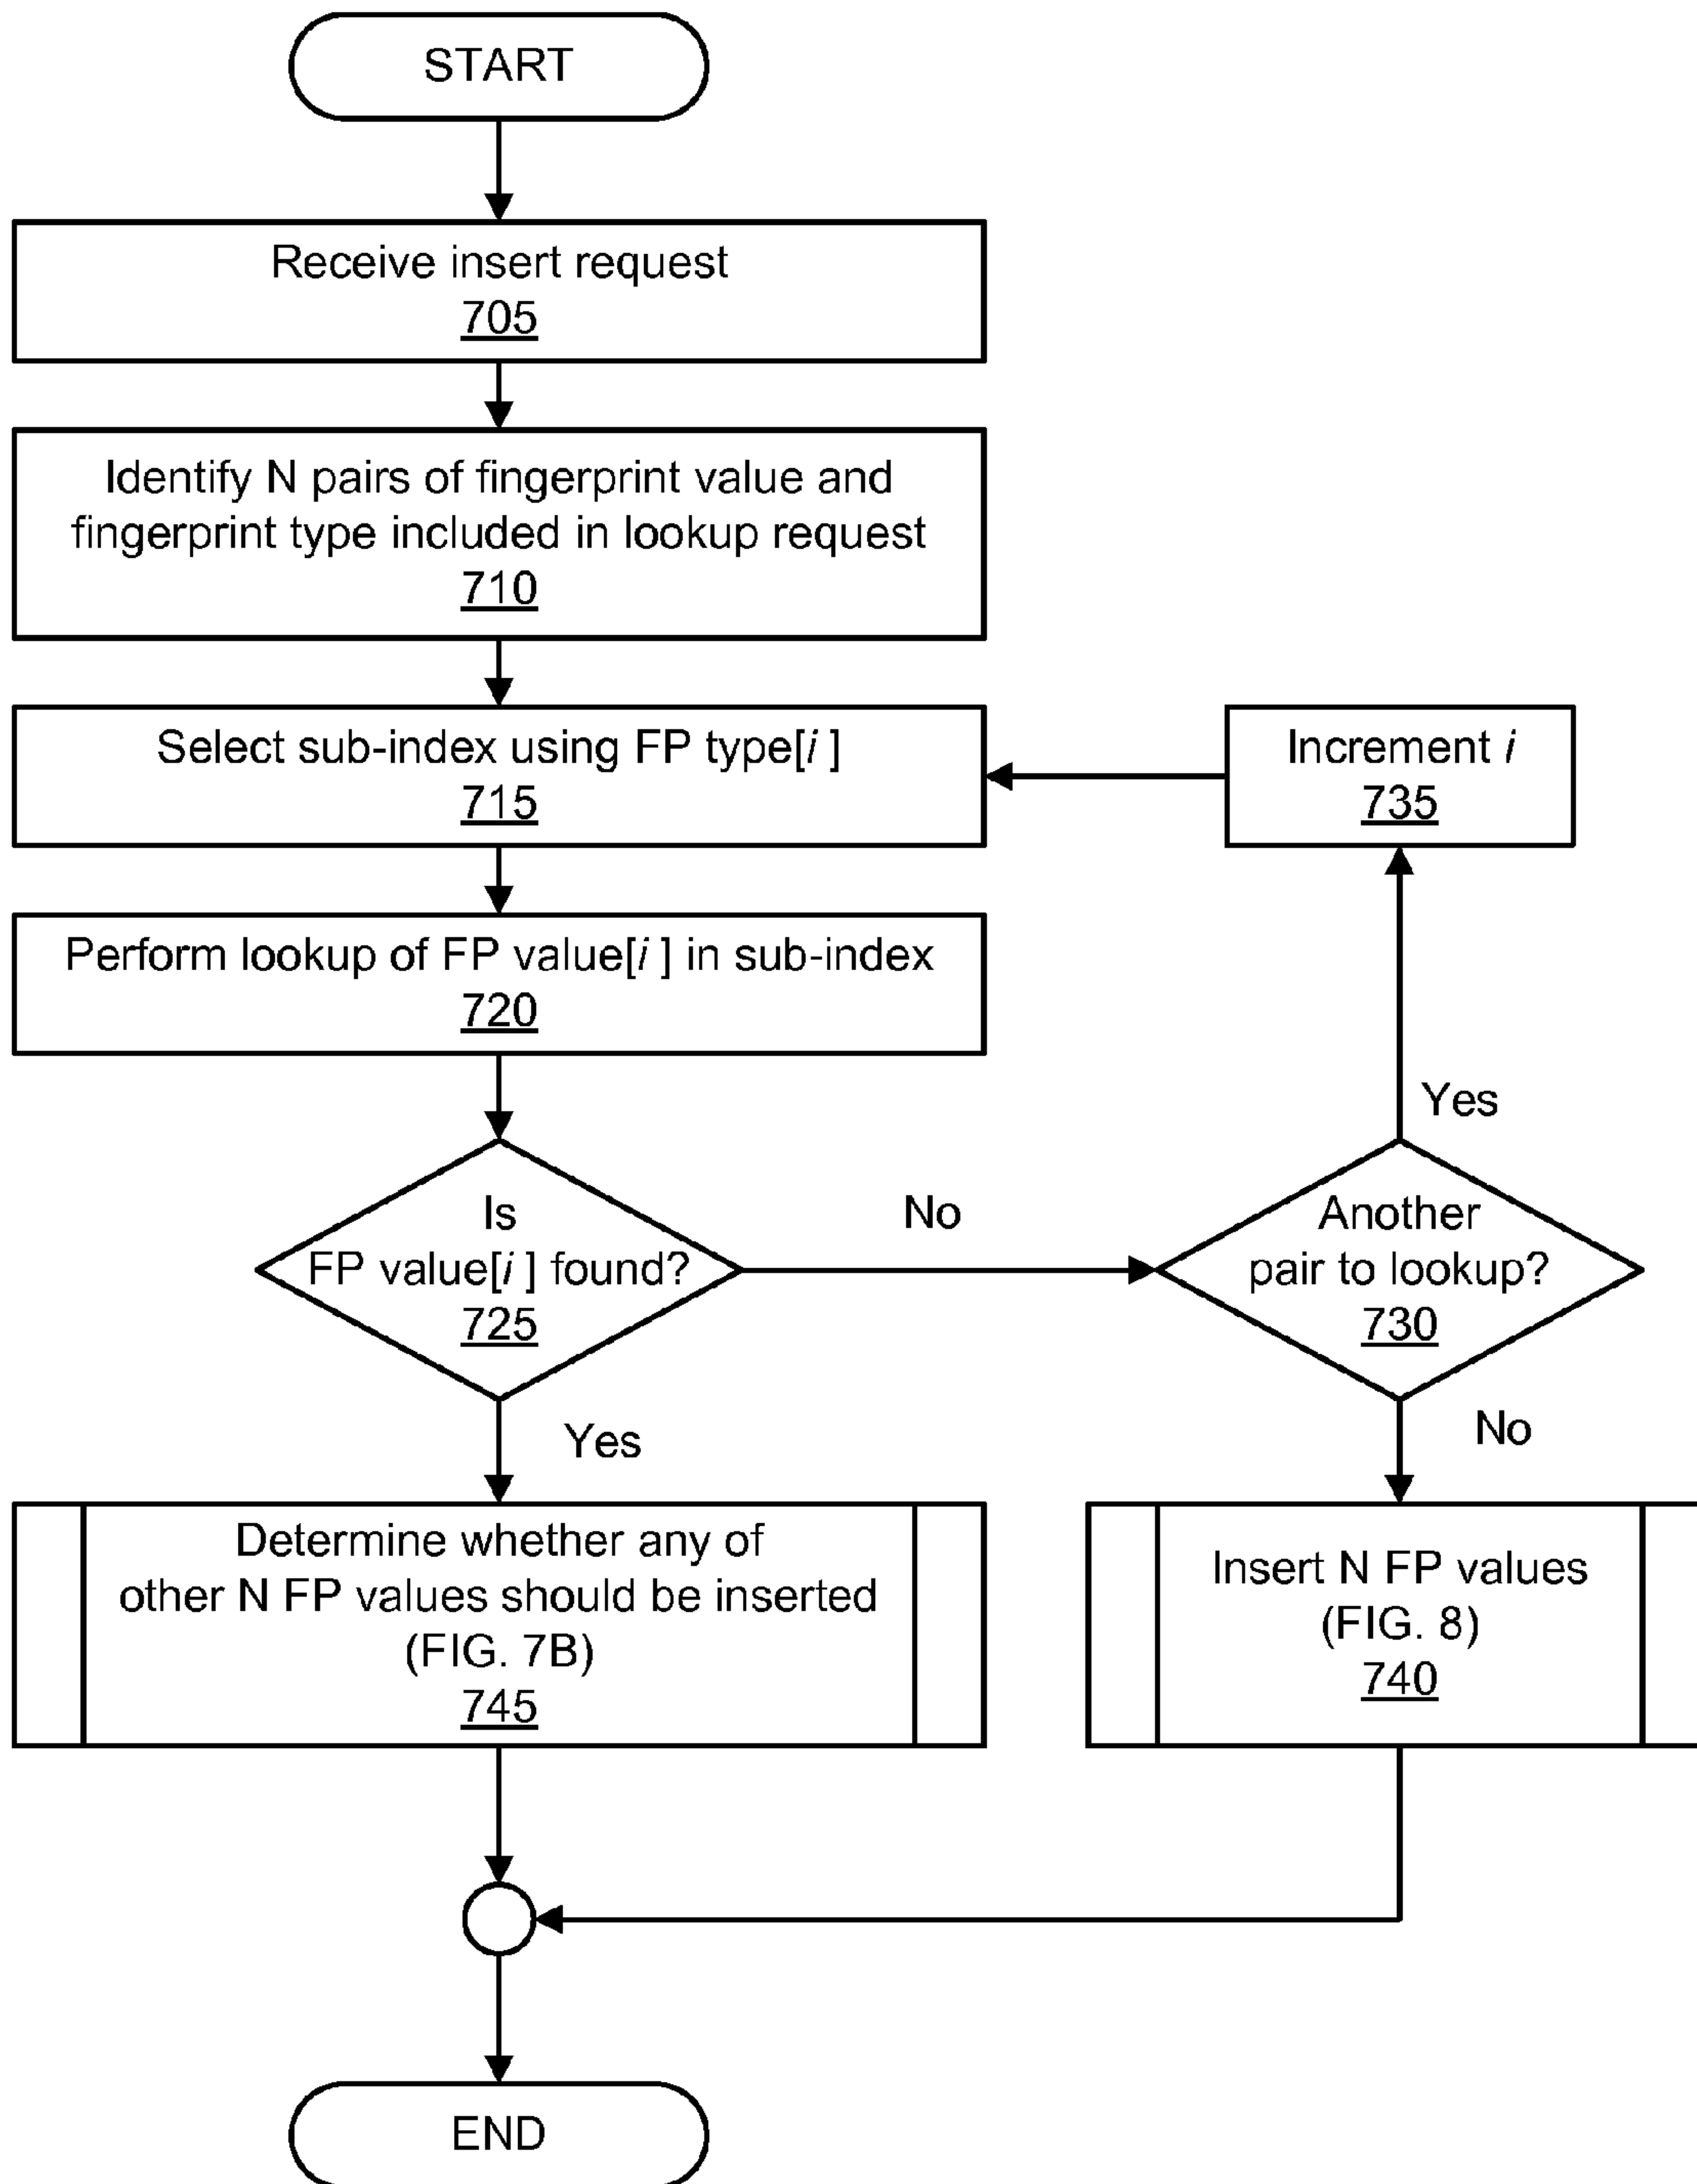 START
Receive insert request
705
Identify N pairs of fingerprint value and
fingerprint type included in lookup request
710
Select sub-index using FP type[i ]
715
Increment i
735
Perform lookup of FP value[i ] in sub-index
720
Yes
Is
FP value[i ] found?
725
No
Another
pair to lookup?
730
Yes
No
Determine whether any of
other N FP values should be inserted
(FIG. 7B)
745
Insert N FP values
(FIG. 8)
740
END